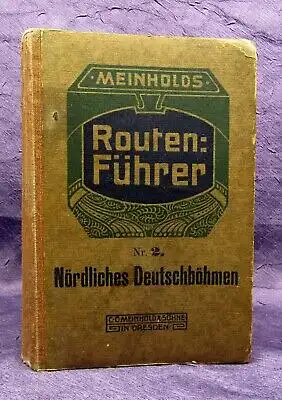 · MEINHOLDS ·
Routen:
Führer
Nr. 2.
Nördliches Deutschböhmen
C·C·MEINHOLD & SÖHNE
IN DRESDEN